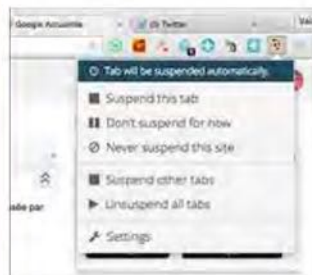 Google Actualités
(3) Twitter
Tab will be suspended automatically.
Suspend this tab
Don't suspend for now
Never suspend this site
Suspend other tabs
Unsuspend all tabs
par
Settings